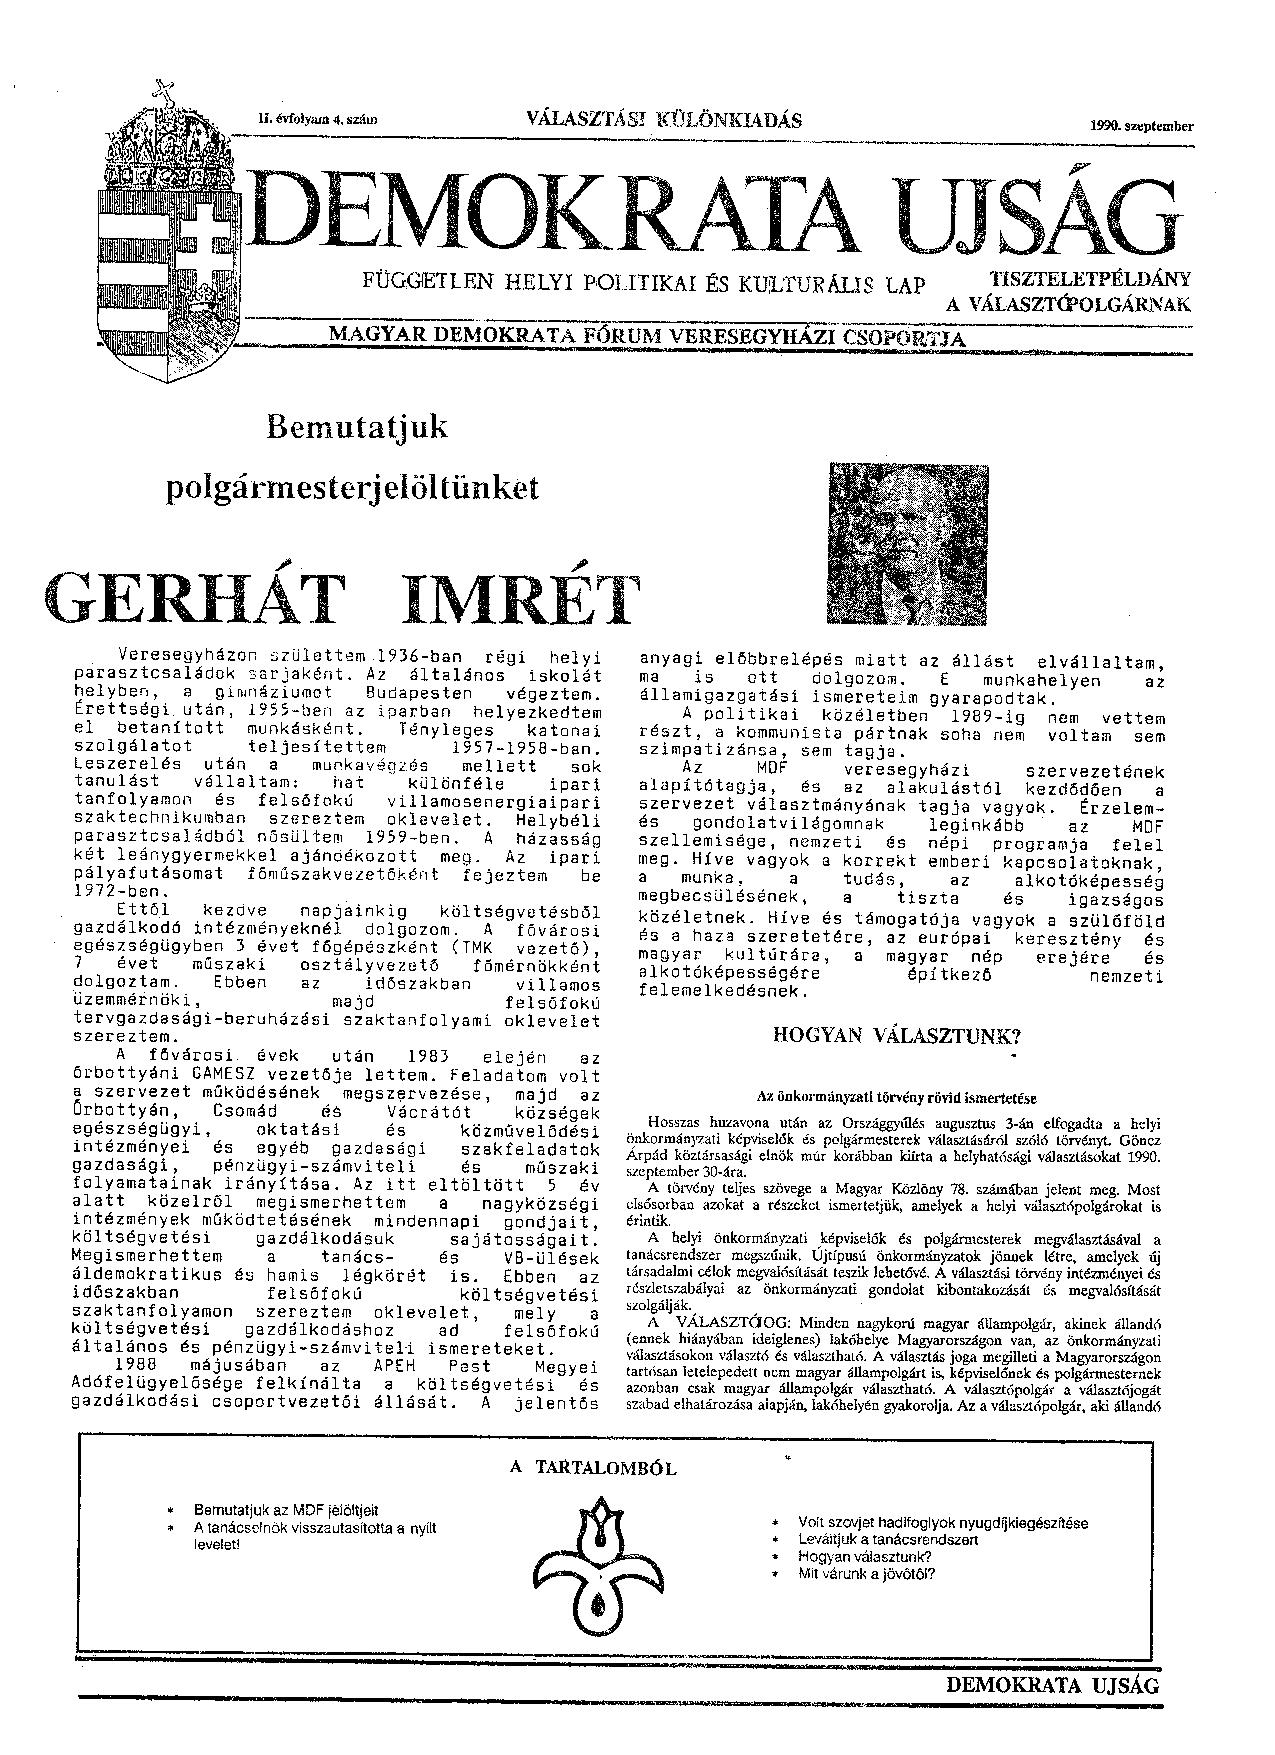 II. évfolyam 4. szám
VÁLASZTÁSI KÜLÖNKIADÁS
1990. szeptember
DEMOKRATA UJSÁG
FÜGGETLEN HELYI POLITIKAI ÉS KULTURÁLIS LAP
TISZTELETPÉLDÁNY
A VÁLASZTÓPOLGÁRNAK
MAGYAR DEMOKRATA FÓRUM VERESEGYHÁZI CSOPORTJA
Bemutatjuk
polgármesterjelöltünket
GERHÁT IMRÉT
Veresegyházon születtem 1936-ban régi helyi
parasztcsaládok sarjaként. Az általános iskolát
helyben, a gimnáziumot Budapesten végeztem.
Érettségi után, 1955-ben az iparban helyezkedtem
el betanított munkásként. Tényleges katonai
szolgálatot teljesítettem 1957-1958-ban.
Leszerelés után a munkavégzés mellett sok
tanulást vállaltam: hat különféle ipari
tanfolyamon és felsőfokú villamosenergiaipari
szaktechnikumban szereztem oklevelet. Helybéli
parasztcsaládból nősültem 1959-ben. A házasság
két leánygyermekkel ajándékozott meg. Az ipari
pályafutásomat főműszakvezetőként fejeztem be
1972-ben.
Ettől kezdve napjainkig költségvetésből
gazdálkodó intézményeknél dolgozom. A fővárosi
egészségügyben 3 évet főgépészként (TMK vezető),
7 évet műszaki osztályvezető főmérnökként
dolgoztam. Ebben az időszakban villamos
üzemmérnöki, majd felsőfokú
tervgazdasági-beruházási szaktanfolyami oklevelet
szereztem.
A fővárosi évek után 1983 elején az
őrbottyáni GAMESZ vezetője lettem. Feladatom volt
a szervezet működésének megszervezése, majd az
Őrbottyán, Csomád és Vácrátót községek
egészségügyi, oktatási és közművelődési
intézményei és egyéb gazdasági szakfeladatok
gazdasági, pénzügyi-számviteli és műszaki
folyamatainak irányítása. Az itt eltöltött 5 év
alatt közelről megismerhettem a nagyközségi
intézmények működtetésének mindennapi gondjait,
költségvetési gazdálkodásuk sajátosságait.
Megismerhettem a tanács- és VB-ülések
áldemokratikus és hamis légkörét is. Ebben az
időszakban felsőfokú költségvetési
szaktanfolyamon szereztem oklevelet, mely a
költségvetési gazdálkodáshoz ad felsőfokú
általános és pénzügyi-számviteli ismereteket.
1988 májusában az APEH Pest Megyei
Adófelügyelősége felkínálta a költségvetési és
gazdálkodási csoportvezetői állását. A jelentős
anyagi előbbrelépés miatt az állást elvállaltam,
ma is ott dolgozom. E munkahelyen az
államigazgatási ismereteim gyarapodtak.
A politikai közéletben 1989-ig nem vettem
részt, a kommunista pártnak soha nem voltam sem
szimpatizánsa, sem tagja.
Az MDF veresegyházi szervezetének
alapítótagja, és az alakulástól kezdődően a
szervezet választmányának tagja vagyok. Érzelem-
és gondolatvilágomnak leginkább az MDF
szellemisége, nemzeti és népi programja felel
meg. Híve vagyok a korrekt emberi kapcsolatoknak,
a munka, a tudás, az alkotóképesség
megbecsülésének, a tiszta és igazságos
közéletnek. Híve és támogatója vagyok a szülőföld
és a haza szeretetére, az európai keresztény és
magyar kultúrára, a magyar nép erejére és
alkotóképességére építkező nemzeti
felemelkedésnek.
HOGYAN VÁLASZTUNK?
Az önkormányzati törvény rövid ismertetése
Hosszas huzavona után az Országgyűlés augusztus 3-án elfogadta a helyi
önkormányzati képviselők és polgármesterek választásáról szóló törvényt. Göncz
Árpád köztársasági elnök már korábban kiírta a helyhatósági választásokat 1990.
szeptember 30-ára.
A törvény teljes szövege a Magyar Közlöny 78. számában jelent meg. Most
elsősorban azokat a részeket ismertetjük, amelyek a helyi választópolgárokat is
érintik.
A helyi önkormányzati képviselők és polgármesterek megválasztásával a
tanácsrendszer megszűnik. Újtípusú önkormányzatok jönnek létre, amelyek új
társadalmi célok megvalósítását teszik lehetővé. A választási törvény intézményei és
részletszabályai az önkormányzati gondolat kibontakozását és megvalósítását
szolgálják.
A VÁLASZTÓJOG: Minden nagykorú magyar állampolgár, akinek állandó
(ennek hiányában ideiglenes) lakóhelye Magyarországon van, az önkormányzati
választásokon választó és választható. A választás joga megilleti a Magyarországon
tartósan letelepedett nem magyar állampolgárt is, képviselőnek és polgármesternek
azonban csak magyar állampolgár választható. A választópolgár a választójogát
szabad elhatározása alapján, lakóhelyén gyakorolja. Az a választópolgár, aki állandó
A TARTALOMBÓL
* Bemutatjuk az MDF jelöltjeit
* A tanácselnök visszautasította a nyílt
levelet!
* Volt szovjet hadifoglyok nyugdíjkiegészítése
* Leváltjuk a tanácsrendszert
* Hogyan választunk?
* Mit várunk a jövőtől?
DEMOKRATA UJSÁG